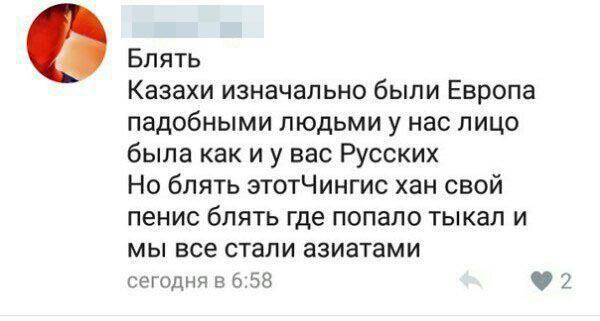 Блять
Казахи изначально были Европа
падобными людьми у нас лицо
была как и у вас Русских
Но блять этотЧингис хан свой
пенис блять где попало тыкал и
мы все стали азиатами
сегодня в 6:58
2